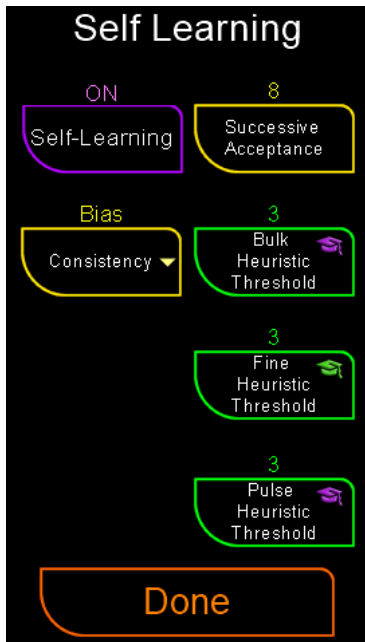 Self Learning
ON
Self-Learning
8
Successive
Acceptance
Bias
Consistency
3
Bulk
Heuristic
Threshold
3
Fine
Heuristic
Threshold
3
Pulse
Heuristic
Threshold
Done